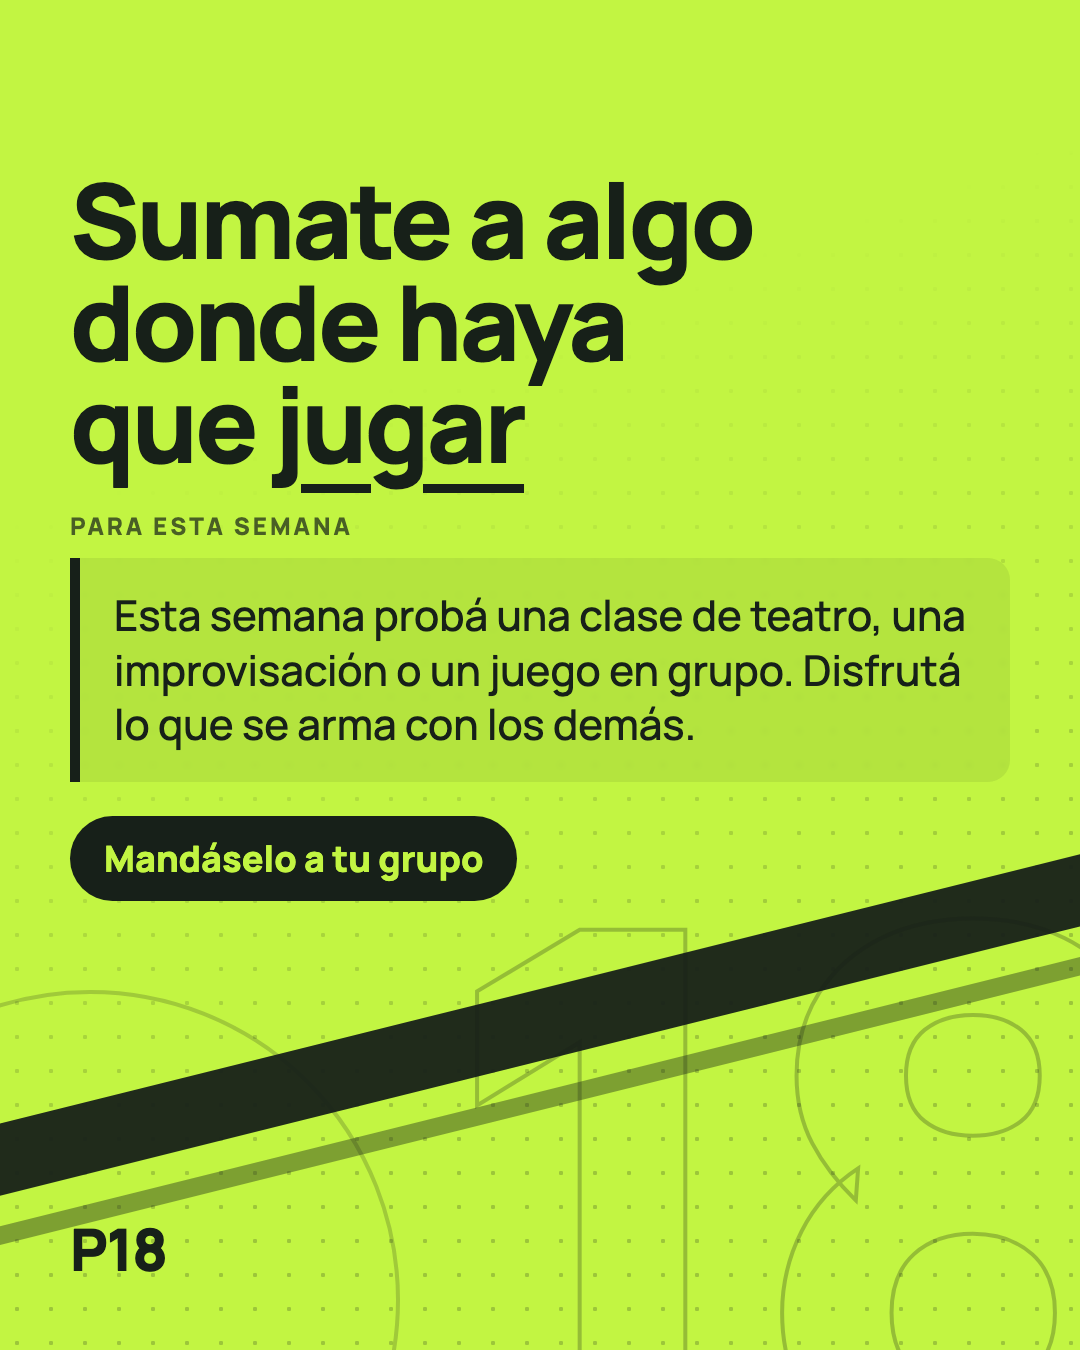 Sumate a algo
donde haya
que jugar
PARA ESTA SEMANA
Esta semana probá una clase de teatro, una
improvisación o un juego en grupo. Disfrutá
lo que se arma con los demás.
Mandáselo a tu grupo
18
P18